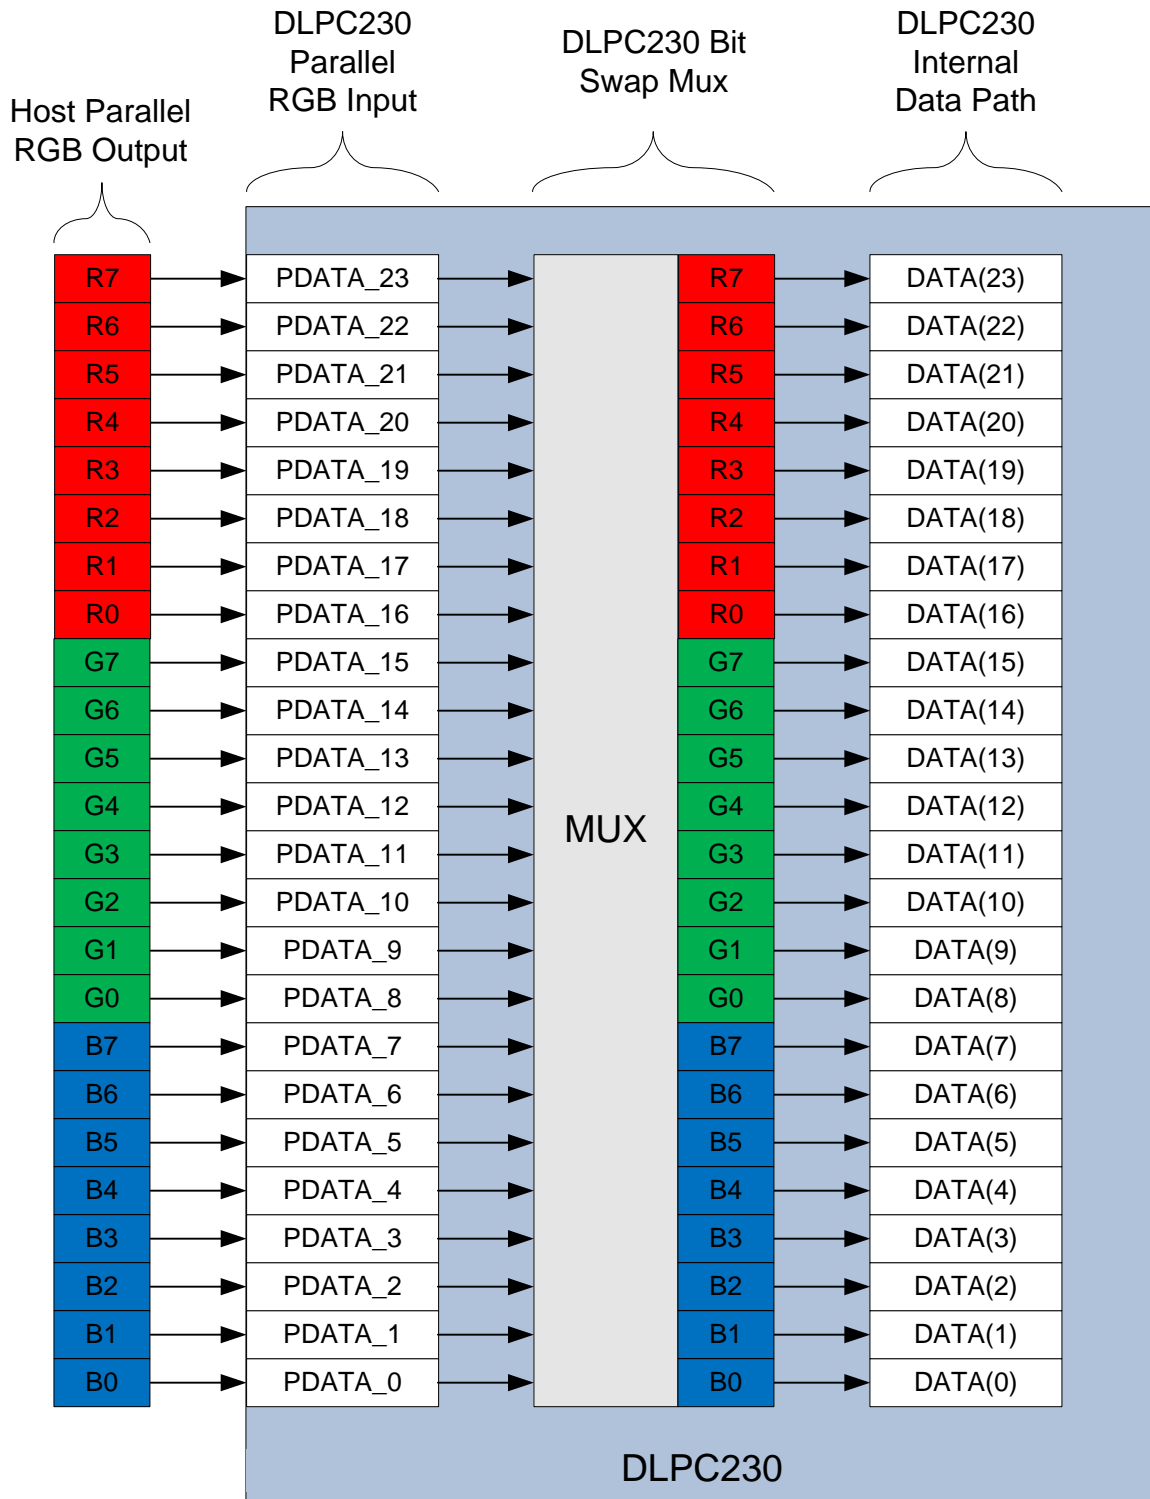 Host Parallel
RGB Output
DLPC230
Parallel
RGB Input
DLPC230 Bit
Swap Mux
DLPC230
Internal
Data Path
R7 PDATA_23 R7 DATA(23)
R6 PDATA_22 R6 DATA(22)
R5 PDATA_21 R5 DATA(21)
R4 PDATA_20 R4 DATA(20)
R3 PDATA_19 R3 DATA(19)
R2 PDATA_18 R2 DATA(18)
R1 PDATA_17 R1 DATA(17)
R0 PDATA_16 R0 DATA(16)
G7 PDATA_15 G7 DATA(15)
G6 PDATA_14 G6 DATA(14)
G5 PDATA_13 G5 DATA(13)
G4 PDATA_12 G4 DATA(12)
MUX
G3 PDATA_11 G3 DATA(11)
G2 PDATA_10 G2 DATA(10)
G1 PDATA_9 G1 DATA(9)
G0 PDATA_8 G0 DATA(8)
B7 PDATA_7 B7 DATA(7)
B6 PDATA_6 B6 DATA(6)
B5 PDATA_5 B5 DATA(5)
B4 PDATA_4 B4 DATA(4)
B3 PDATA_3 B3 DATA(3)
B2 PDATA_2 B2 DATA(2)
B1 PDATA_1 B1 DATA(1)
B0 PDATA_0 B0 DATA(0)
DLPC230